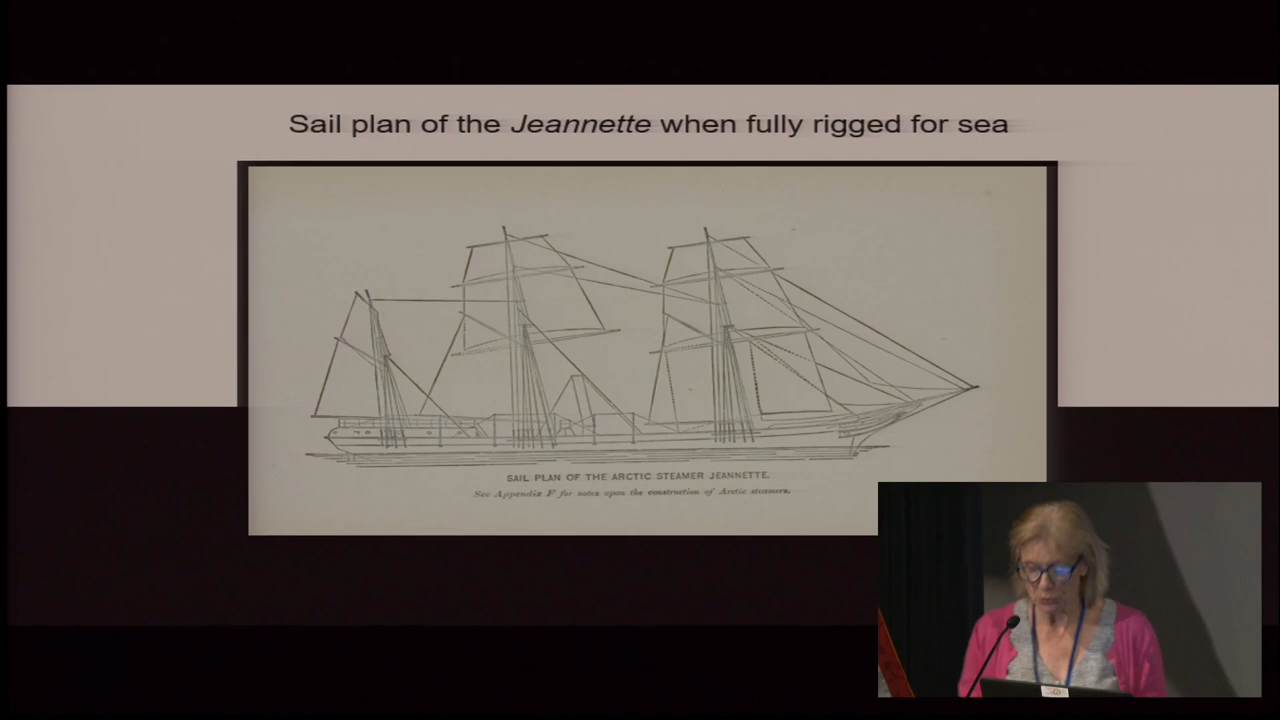 Sail plan of the Jeannette when fully rigged for sea
SAIL PLAN OF THE ARCTIC STEAMER JEANNETTE.
See Appendix F for notes upon the construction of Arctic steamers.